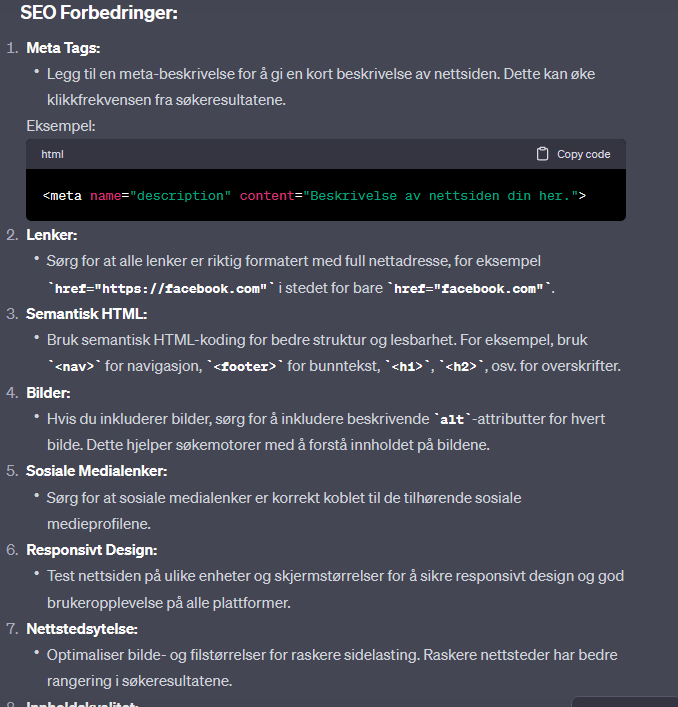 SEO Forbedringer:
1. Meta Tags:
• Legg til en meta-beskrivelse for å gi en kort beskrivelse av nettsiden. Dette kan øke
klikkfrekvensen fra søkeresultatene.
Eksempel:
html Copy code
<meta name="description" content="Beskrivelse av nettsiden din her.">
2. Lenker:
• Sørg for at alle lenker er riktig formatert med full nettadresse, for eksempel
`href="https://facebook.com"` i stedet for bare `href="facebook.com"`.
3. Semantisk HTML:
• Bruk semantisk HTML-koding for bedre struktur og lesbarhet. For eksempel, bruk
`<nav>` for navigasjon, `<footer>` for bunntekst, `<h1>`, `<h2>`, osv. for overskrifter.
4. Bilder:
• Hvis du inkluderer bilder, sørg for å inkludere beskrivende `alt`-attributter for hvert
bilde. Dette hjelper søkemotorer med å forstå innholdet på bildene.
5. Sosiale Medialenker:
• Sørg for at sosiale medialenker er korrekt koblet til de tilhørende sosiale
medieprofilene.
6. Responsivt Design:
• Test nettsiden på ulike enheter og skjermstørrelser for å sikre responsivt design og god
brukeropplevelse på alle plattformer.
7. Nettstedsytelse:
• Optimaliser bilde- og filstørrelser for raskere sidelasting. Raskere nettsteder har bedre
rangering i søkeresultatene.
8. Innholdskvalitet: